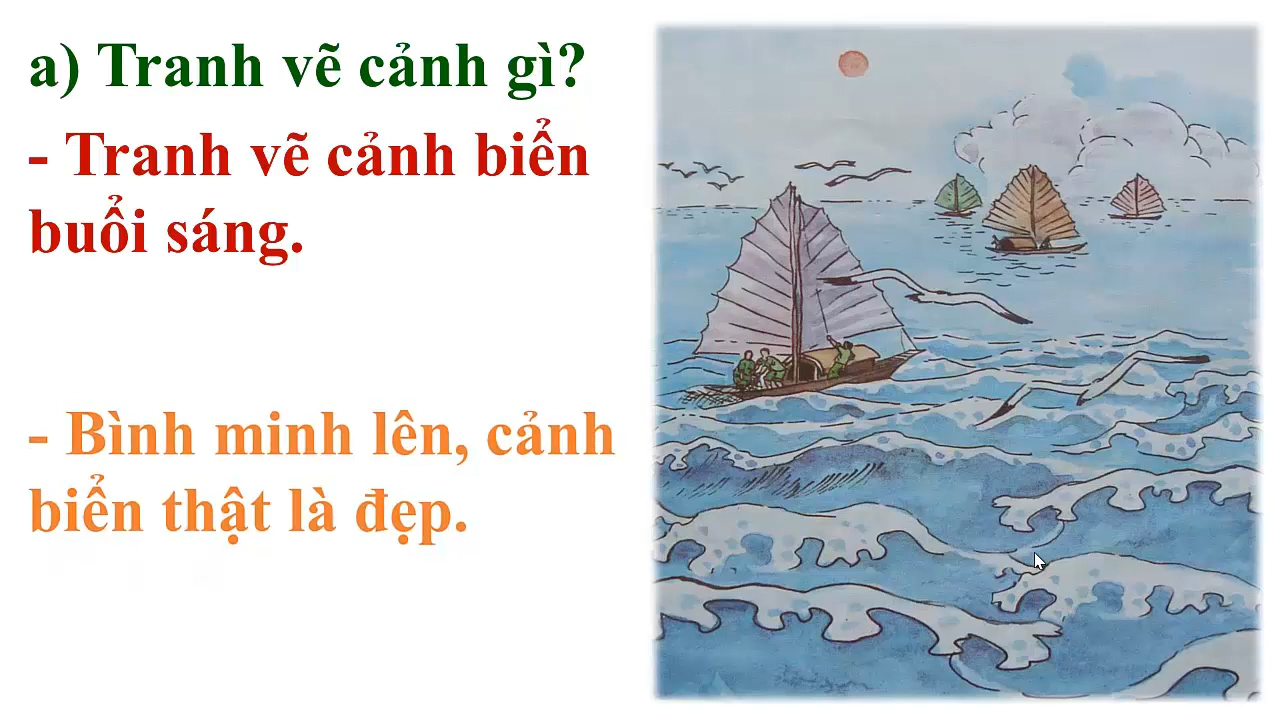 a) Tranh vẽ cảnh gì?
- Tranh vẽ cảnh biển
buổi sáng.
- Bình minh lên, cảnh
biển thật là đẹp.